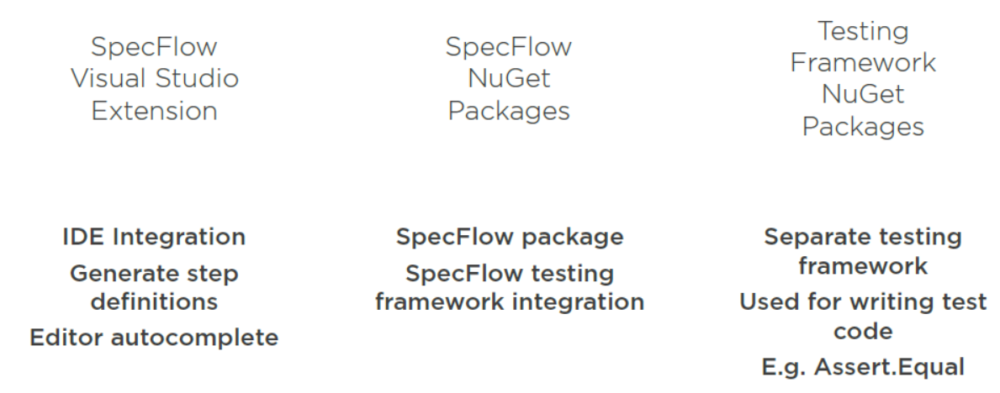 SpecFlow
Visual Studio
Extension
SpecFlow
NuGet
Packages
Testing
Framework
NuGet
Packages
IDE Integration
Generate step
definitions
Editor autocomplete
SpecFlow package
SpecFlow testing
framework integration
Separate testing
framework
Used for writing test
code
E.g. Assert.Equal